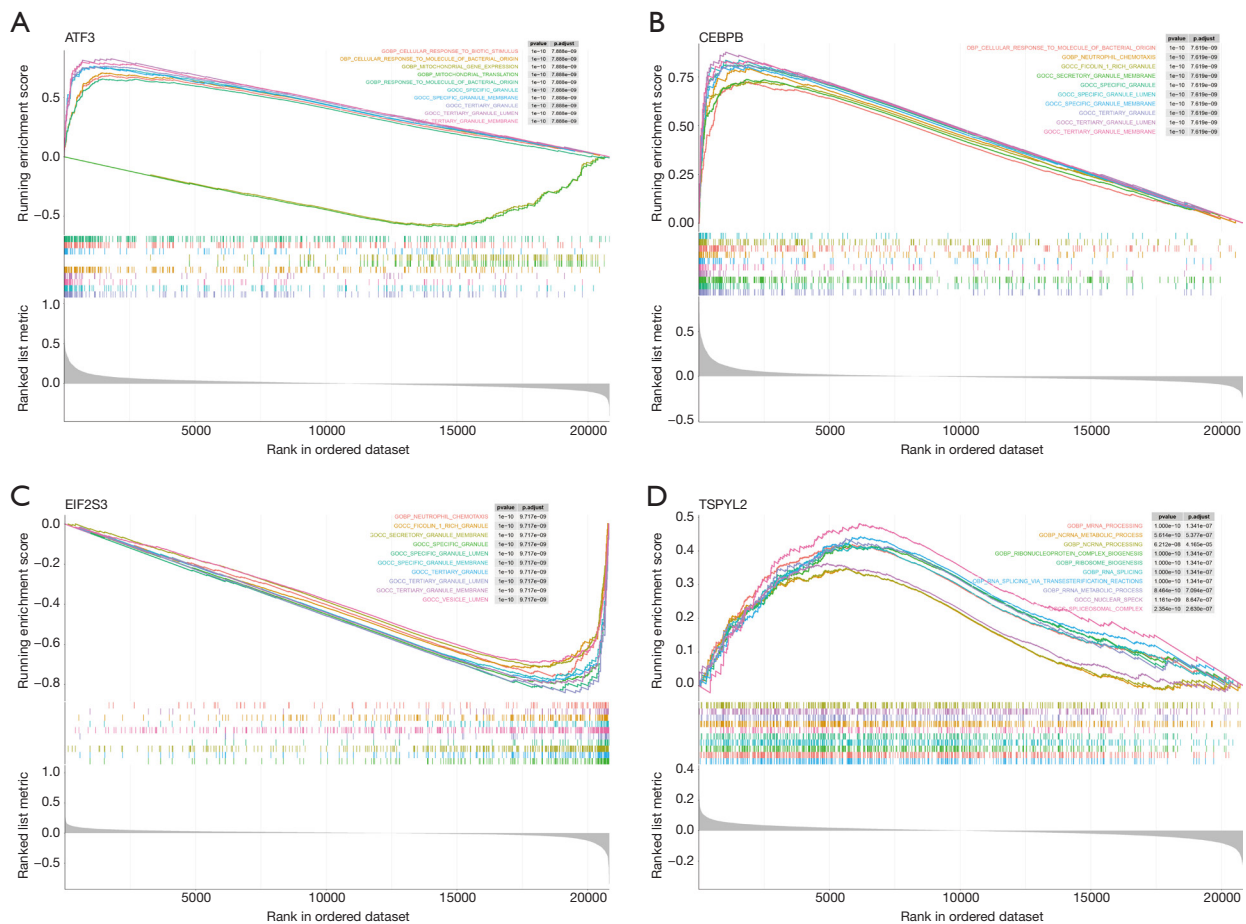 A
ATF3
pvalue p.adjust
GOBP_CELLULAR_RESPONSE_TO_BIOTIC_STIMULUS 1e-10 7.888e-09
OBP_CELLULAR_RESPONSE_TO_MOLECULE_OF_BACTERIAL_ORIGIN 1e-10 7.888e-09
GOBP_MITOCHONDRIAL_GENE_EXPRESSION 1e-10 7.888e-09
GOBP_MITOCHONDRIAL_TRANSLATION 1e-10 7.888e-09
GOBP_RESPONSE_TO_MOLECULE_OF_BACTERIAL_ORIGIN 1e-10 7.888e-09
GOCC_SPECIFIC_GRANULE 1e-10 7.888e-09
GOCC_SPECIFIC_GRANULE_MEMBRANE 1e-10 7.888e-09
GOCC_TERTIARY_GRANULE 1e-10 7.888e-09
GOCC_TERTIARY_GRANULE_LUMEN 1e-10 7.888e-09
GOCC_TERTIARY_GRANULE_MEMBRANE 1e-10 7.888e-09
Running enrichment score
0.5
0.0
−0.5
Ranked list metric
1.0
0.5
0.0
5000 10000 15000 20000
Rank in ordered dataset
B
CEBPB
pvalue p.adjust
OBP_CELLULAR_RESPONSE_TO_MOLECULE_OF_BACTERIAL_ORIGIN 1e-10 7.619e-09
GOBP_NEUTROPHIL_CHEMOTAXIS 1e-10 7.619e-09
GOCC_FICOLIN_1_RICH_GRANULE 1e-10 7.619e-09
GOCC_SECRETORY_GRANULE_MEMBRANE 1e-10 7.619e-09
GOCC_SPECIFIC_GRANULE 1e-10 7.619e-09
GOCC_SPECIFIC_GRANULE_LUMEN 1e-10 7.619e-09
GOCC_SPECIFIC_GRANULE_MEMBRANE 1e-10 7.619e-09
GOCC_TERTIARY_GRANULE 1e-10 7.619e-09
GOCC_TERTIARY_GRANULE_LUMEN 1e-10 7.619e-09
GOCC_TERTIARY_GRANULE_MEMBRANE 1e-10 7.619e-09
Running enrichment score
0.75
0.50
0.25
0.00
Ranked list metric
0.5
0.0
−0.5
5000 10000 15000 20000
Rank in ordered dataset
C
EIF2S3
pvalue p.adjust
GOBP_NEUTROPHIL_CHEMOTAXIS 1e-10 9.717e-09
GOCC_FICOLIN_1_RICH_GRANULE 1e-10 9.717e-09
GOCC_SECRETORY_GRANULE_MEMBRANE 1e-10 9.717e-09
GOCC_SPECIFIC_GRANULE 1e-10 9.717e-09
GOCC_SPECIFIC_GRANULE_LUMEN 1e-10 9.717e-09
GOCC_SPECIFIC_GRANULE_MEMBRANE 1e-10 9.717e-09
GOCC_TERTIARY_GRANULE 1e-10 9.717e-09
GOCC_TERTIARY_GRANULE_LUMEN 1e-10 9.717e-09
GOCC_TERTIARY_GRANULE_MEMBRANE 1e-10 9.717e-09
GOCC_VESICLE_LUMEN 1e-10 9.717e-09
Running enrichment score
0.0
−0.2
−0.4
−0.6
−0.8
Ranked list metric
1.0
0.5
0.0
−0.5
5000 10000 15000 20000
Rank in ordered dataset
D
TSPYL2
pvalue p.adjust
GOBP_MRNA_PROCESSING 1.000e-10 1.341e-07
GOBP_NCRNA_METABOLIC_PROCESS 5.614e-10 5.377e-07
GOBP_NCRNA_PROCESSING 6.212e-08 4.165e-05
GOBP_RIBONUCLEOPROTEIN_COMPLEX_BIOGENESIS 1.000e-10 1.341e-07
GOBP_RIBOSOME_BIOGENESIS 1.000e-10 1.341e-07
GOBP_RNA_SPLICING 1.000e-10 1.341e-07
OBP_RNA_SPLICING_VIA_TRANSESTERIFICATION_REACTIONS 1.000e-10 1.341e-07
GOBP_RRNA_METABOLIC_PROCESS 8.464e-10 7.094e-07
GOCC_NUCLEAR_SPECK 1.161e-09 8.647e-07
GOCC_SPLICEOSOMAL_COMPLEX 2.354e-10 2.630e-07
Running enrichment score
0.5
0.4
0.3
0.2
0.1
0.0
Ranked list metric
0.4
0.2
0.0
−0.2
5000 10000 15000 20000
Rank in ordered dataset